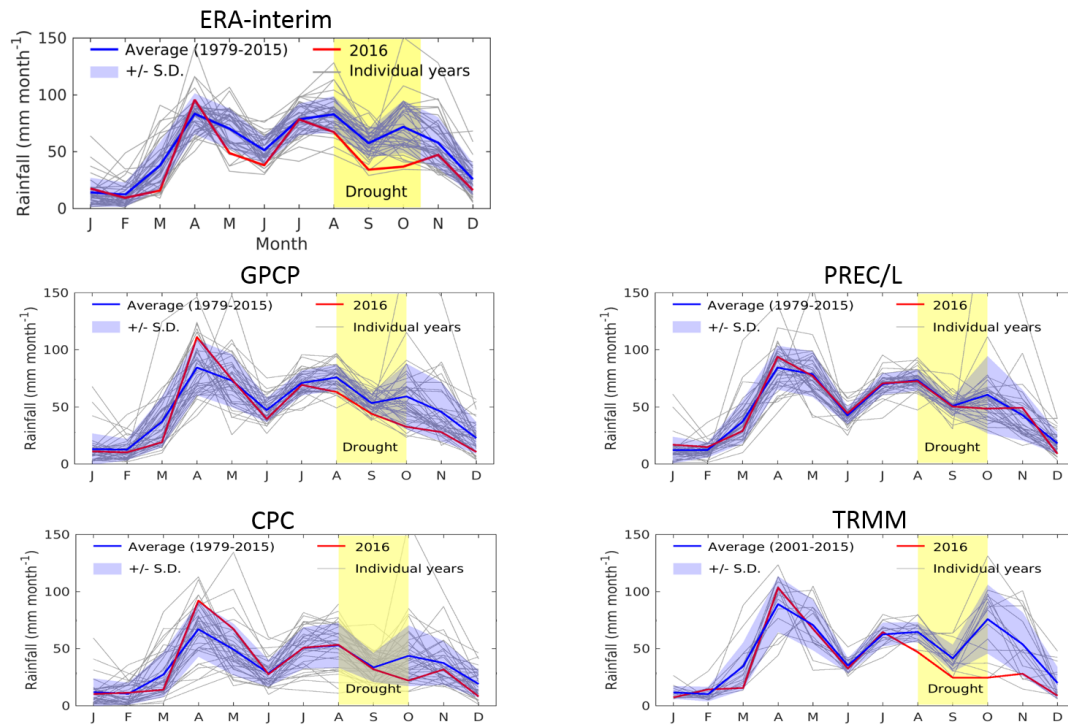 ERA-interim
Rainfall (mm month⁻¹)
150
100
50
0
Average (1979-2015)
2016
+/- S.D.
Individual years
Drought
J F M A M J J A S O N D
Month
GPCP
Rainfall (mm month⁻¹)
150
100
50
0
Average (1979-2015)
2016
+/- S.D.
Individual years
Drought
J F M A M J J A S O N D
PREC/L
Rainfall (mm month⁻¹)
150
100
50
0
Average (1979-2015)
2016
+/- S.D.
Individual years
Drought
J F M A M J J A S O N D
CPC
Rainfall (mm month⁻¹)
150
100
50
0
Average (1979-2015)
2016
+/- S.D.
Individual years
Drought
J F M A M J J A S O N D
TRMM
Rainfall (mm month⁻¹)
150
100
50
0
Average (2001-2015)
2016
+/- S.D.
Individual years
Drought
J F M A M J J A S O N D